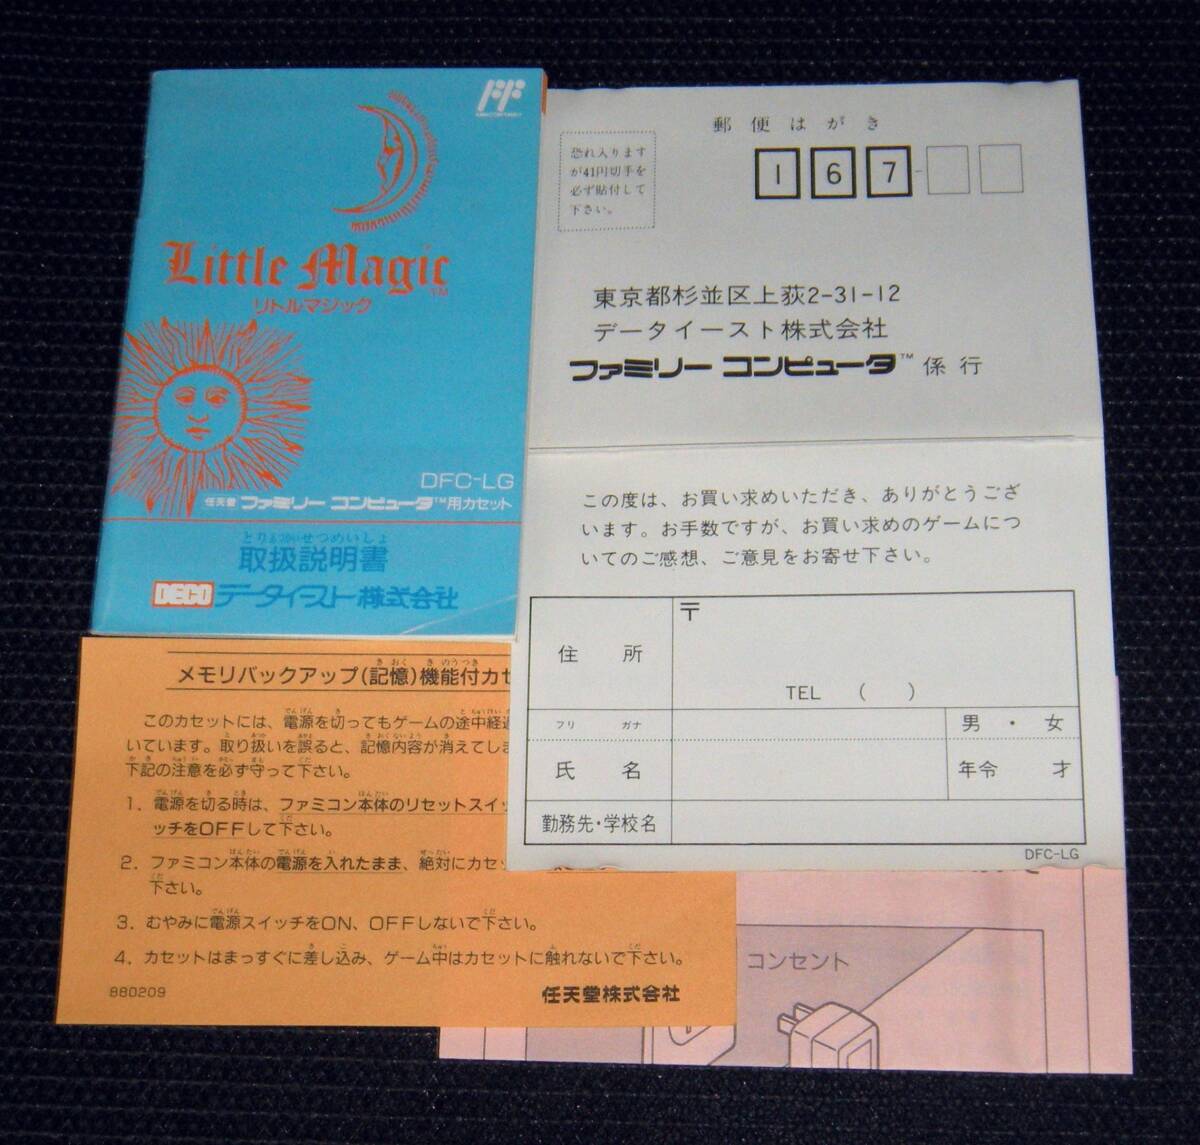 Little Magic™
リトルマジック
DFC-LG
任天堂 ファミリー コンピュータ™用カセット
とりあつかいせつめいしょ
取扱説明書
DECO データイースト株式会社
郵便はがき
恐れ入ります
が41円切手を
必ず貼付して
下さい。
167-
東京都杉並区上荻2-31-12
データイースト株式会社
ファミリー コンピュータ™ 係 行
この度は、お買い求めいただき、ありがとうござ
います。お手数ですが、お買い求めのゲームにつ
いてのご感想、ご意見をお寄せ下さい。
住 所
〒
TEL ( )
フリ ガナ
男 ・ 女
氏 名
年令 才
勤務先・学校名
DFC-LG
メモリバックアップ(記憶)機能付カセ
このカセットには、電源を切ってもゲームの途中経過
いています。取り扱いを誤ると、記憶内容が消えてしま
下記の注意を必ず守って下さい。
1. 電源を切る時は、ファミコン本体のリセットスイッ
ッチをOFFして下さい。
2. ファミコン本体の電源を入れたまま、絶対にカセッ
下さい。
3. むやみに電源スイッチをON、OFFしないで下さい。
4. カセットはまっすぐに差し込み、ゲーム中はカセットに触れないで下さい。
880209
任天堂株式会社
コンセント